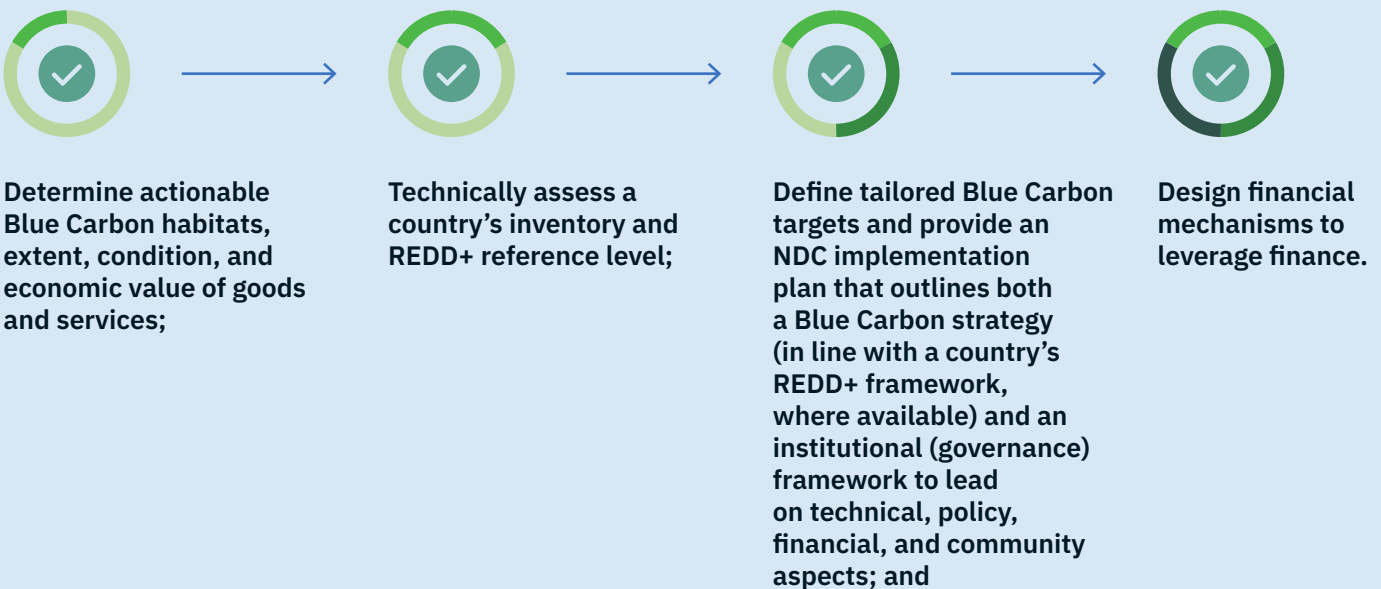 Determine actionable
Blue Carbon habitats,
extent, condition, and
economic value of goods
and services;
Technically assess a
country’s inventory and
REDD+ reference level;
Define tailored Blue Carbon
targets and provide an
NDC implementation
plan that outlines both
a Blue Carbon strategy
(in line with a country’s
REDD+ framework,
where available) and an
institutional (governance)
framework to lead
on technical, policy,
financial, and community
aspects; and
Design financial
mechanisms to
leverage finance.